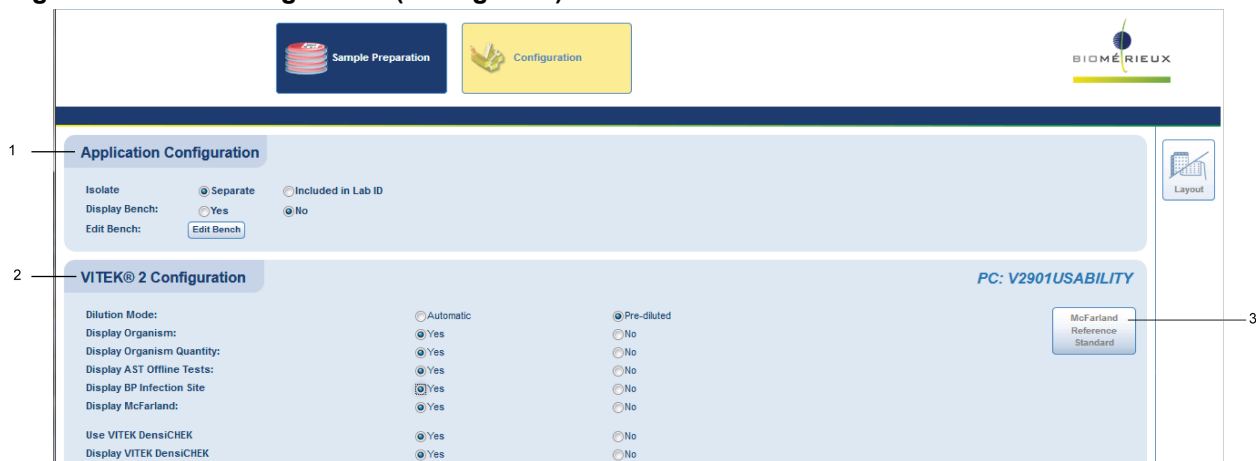 Sample Preparation
Configuration
BIOMÉRIEUX
1
Application Configuration
Layout
Isolate Separate Included in Lab ID
Display Bench: Yes No
Edit Bench: Edit Bench
2
VITEK® 2 Configuration
PC: V2901USABILITY
Dilution Mode: Automatic Pre-diluted
McFarland
Reference
Standard
3
Display Organism: Yes No
Display Organism Quantity: Yes No
Display AST Offline Tests: Yes No
Display BP Infection Site Yes No
Display McFarland: Yes No
Use VITEK DensiCHEK Yes No
Display VITEK DensiCHEK Yes No